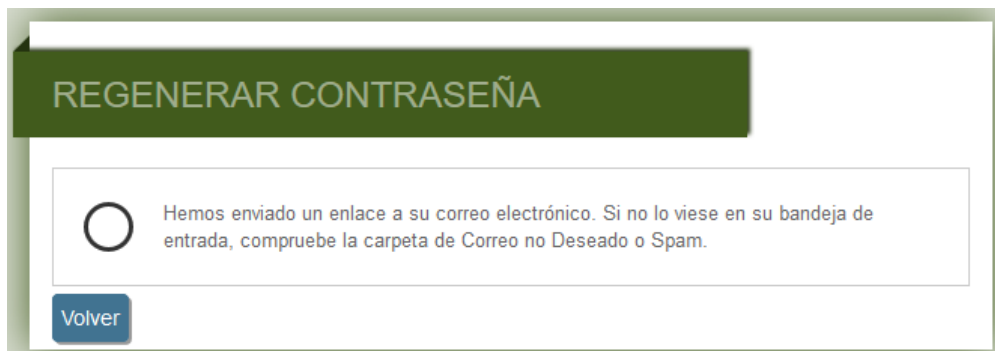 REGENERAR CONTRASEÑA
Hemos enviado un enlace a su correo electrónico. Si no lo viese en su bandeja de
entrada, compruebe la carpeta de Correo no Deseado o Spam.
Volver